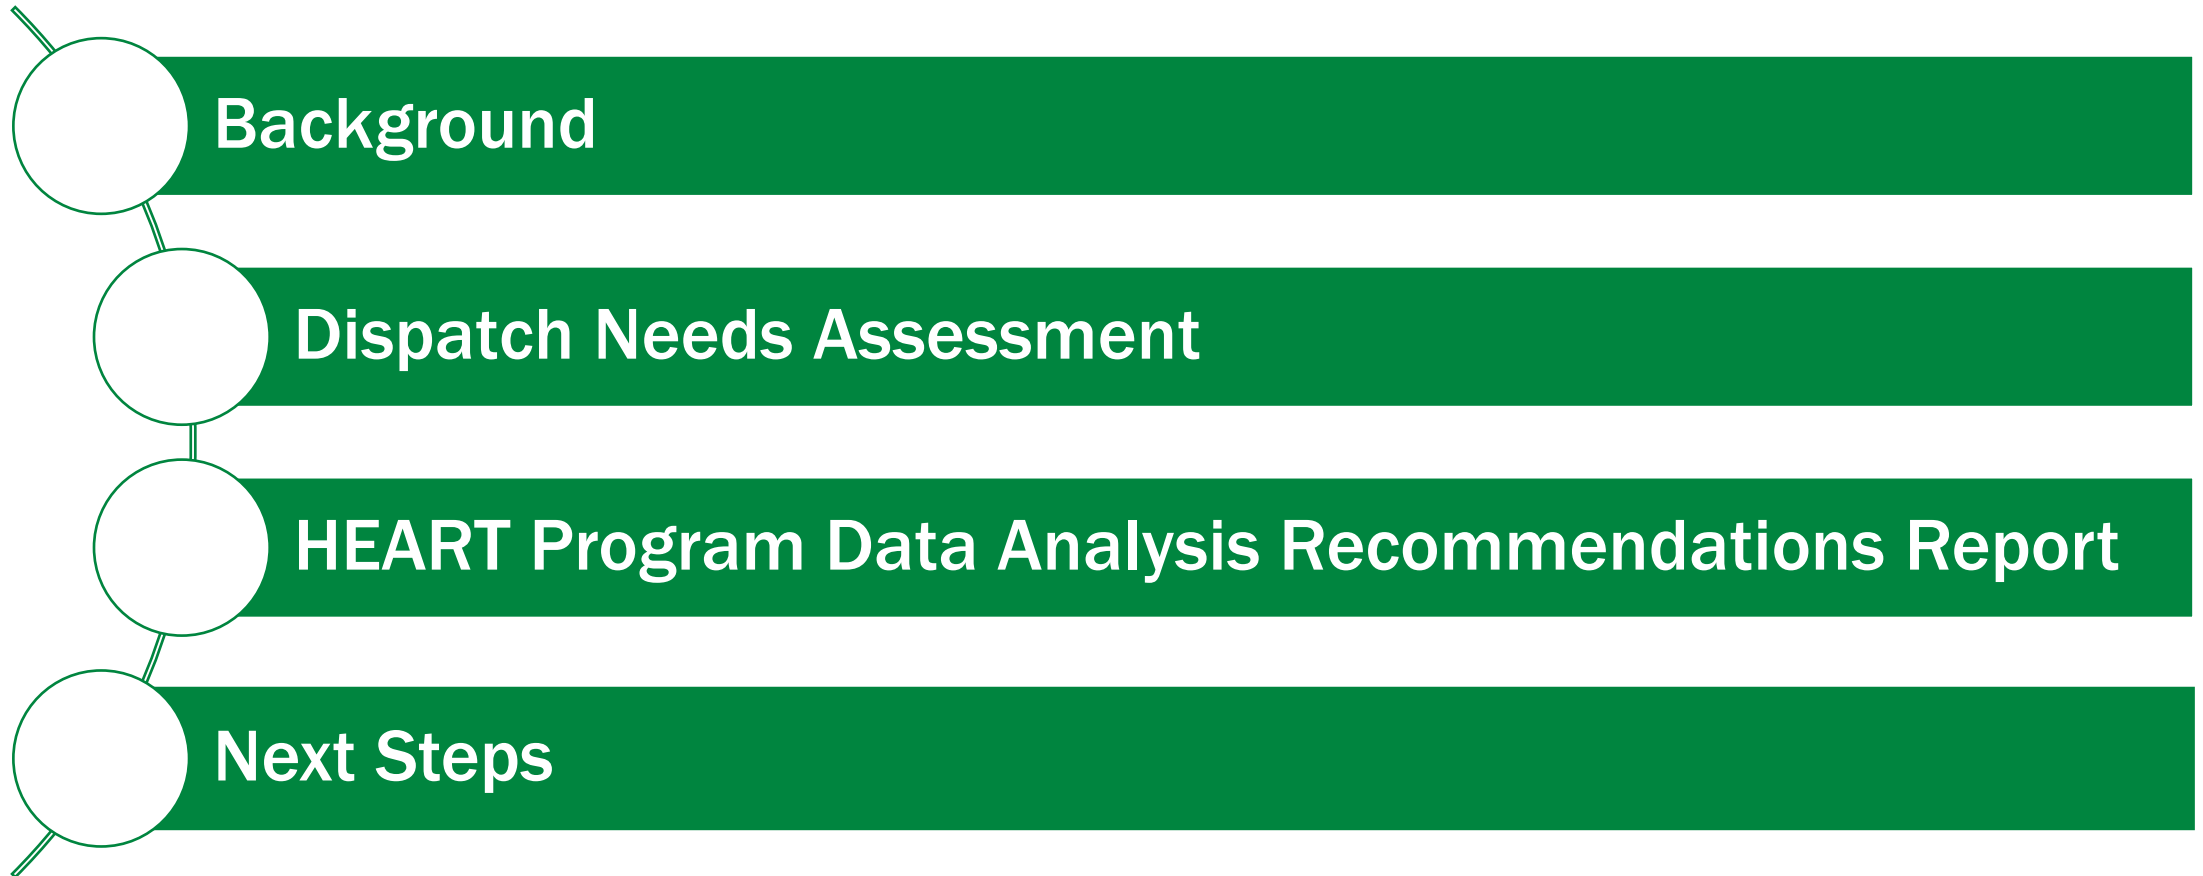 Background
Dispatch Needs Assessment
HEART Program Data Analysis Recommendations Report
Next Steps